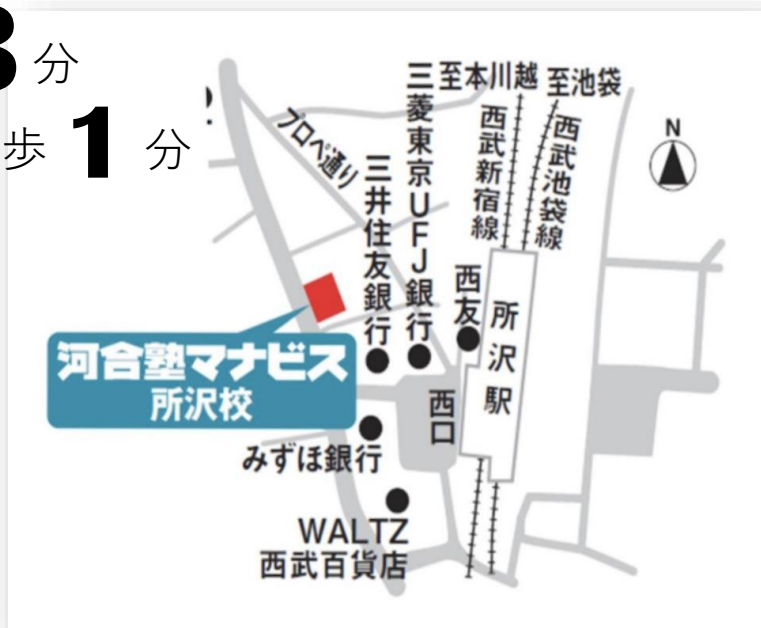 3分
歩 1 分
至本川越
至池袋
三菱東京UFJ銀行
西武新宿線
西武池袋線
N
プロペ通り
三井住友銀行
西友
所沢駅
河合塾マナビス
所沢校
西口
みずほ銀行
WALTZ
西武百貨店